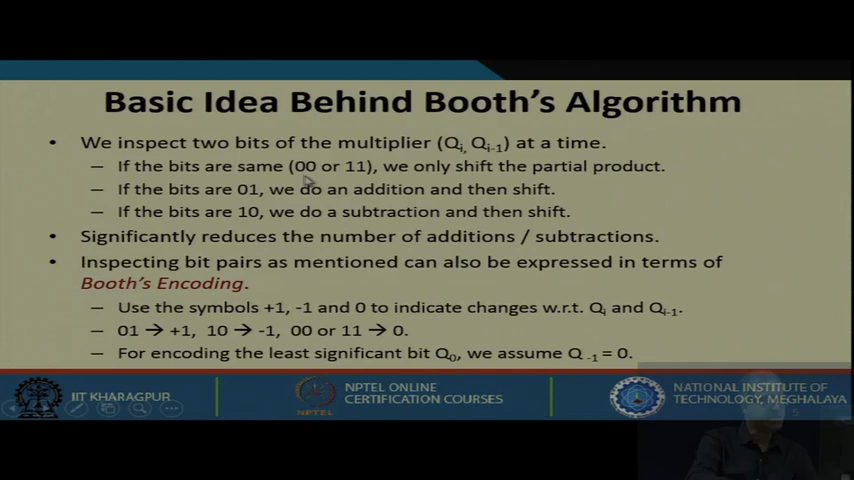 Basic Idea Behind Booth's Algorithm
• We inspect two bits of the multiplier (Qi, Qi-1) at a time.
– If the bits are same (00 or 11), we only shift the partial product.
– If the bits are 01, we do an addition and then shift.
– If the bits are 10, we do a subtraction and then shift.
• Significantly reduces the number of additions / subtractions.
• Inspecting bit pairs as mentioned can also be expressed in terms of
Booth's Encoding.
– Use the symbols +1, -1 and 0 to indicate changes w.r.t. Qi and Qi-1.
– 01 → +1, 10 → -1, 00 or 11 → 0.
– For encoding the least significant bit Q0, we assume Q-1 = 0.
IIT KHARAGPUR
NPTEL
NPTEL ONLINE
CERTIFICATION COURSES
NATIONAL INSTITUTE OF
TECHNOLOGY, MEGHALAYA
5